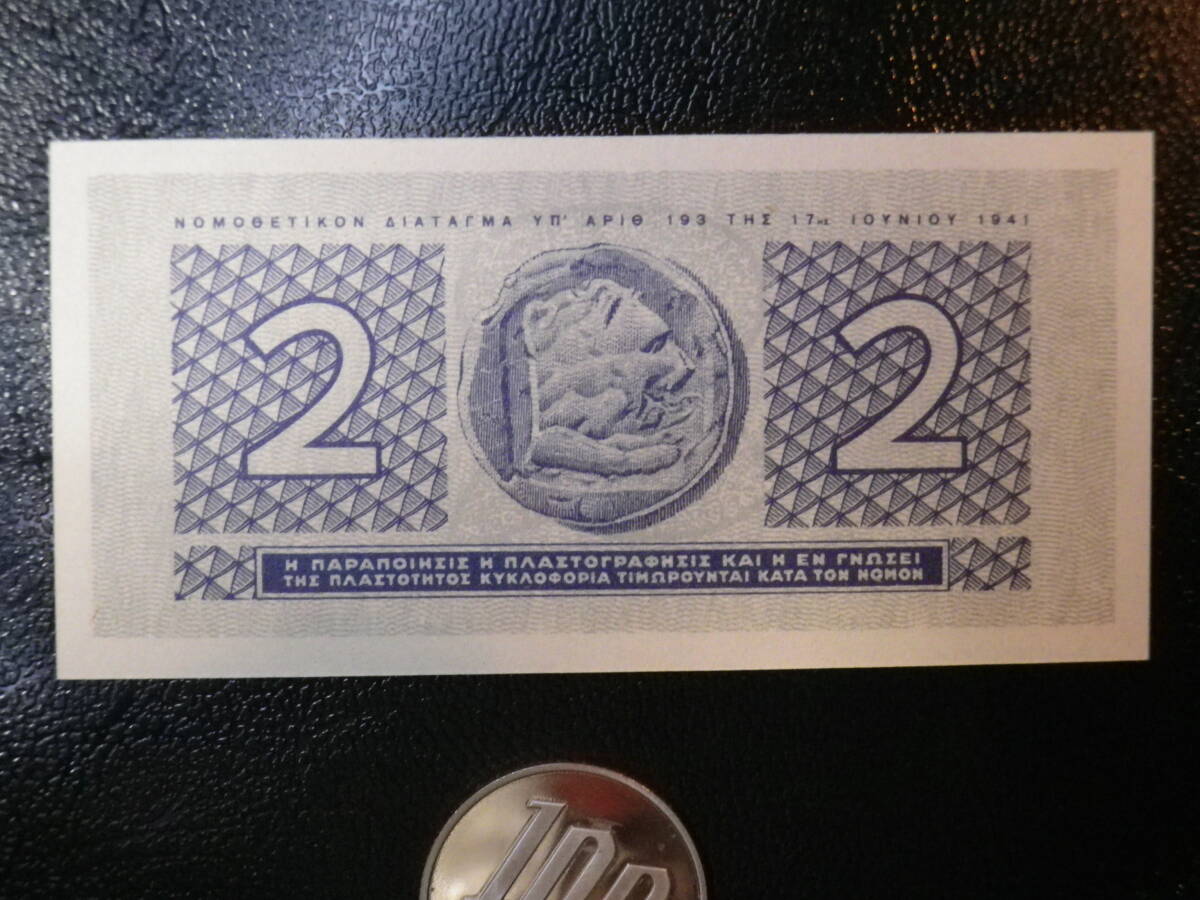 ΝΟΜΟΘΕΤΙΚΟΝ ΔΙΑΤΑΓΜΑ ΥΠ' ΑΡΙΘ 193 ΤΗΣ 17ΗΣ ΙΟΥΝΙΟΥ 1941
2 2
Η ΠΑΡΑΠΟΙΗΣΙΣ Η ΠΛΑΣΤΟΓΡΑΦΗΣΙΣ ΚΑΙ Η ΕΝ ΓΝΩΣΕΙ
ΤΗΣ ΠΛΑΣΤΟΤΗΤΟΣ ΚΥΚΛΟΦΟΡΙΑ ΤΙΜΩΡΟΥΝΤΑΙ ΚΑΤΑ ΤΟΝ ΝΟΜΟΝ
100